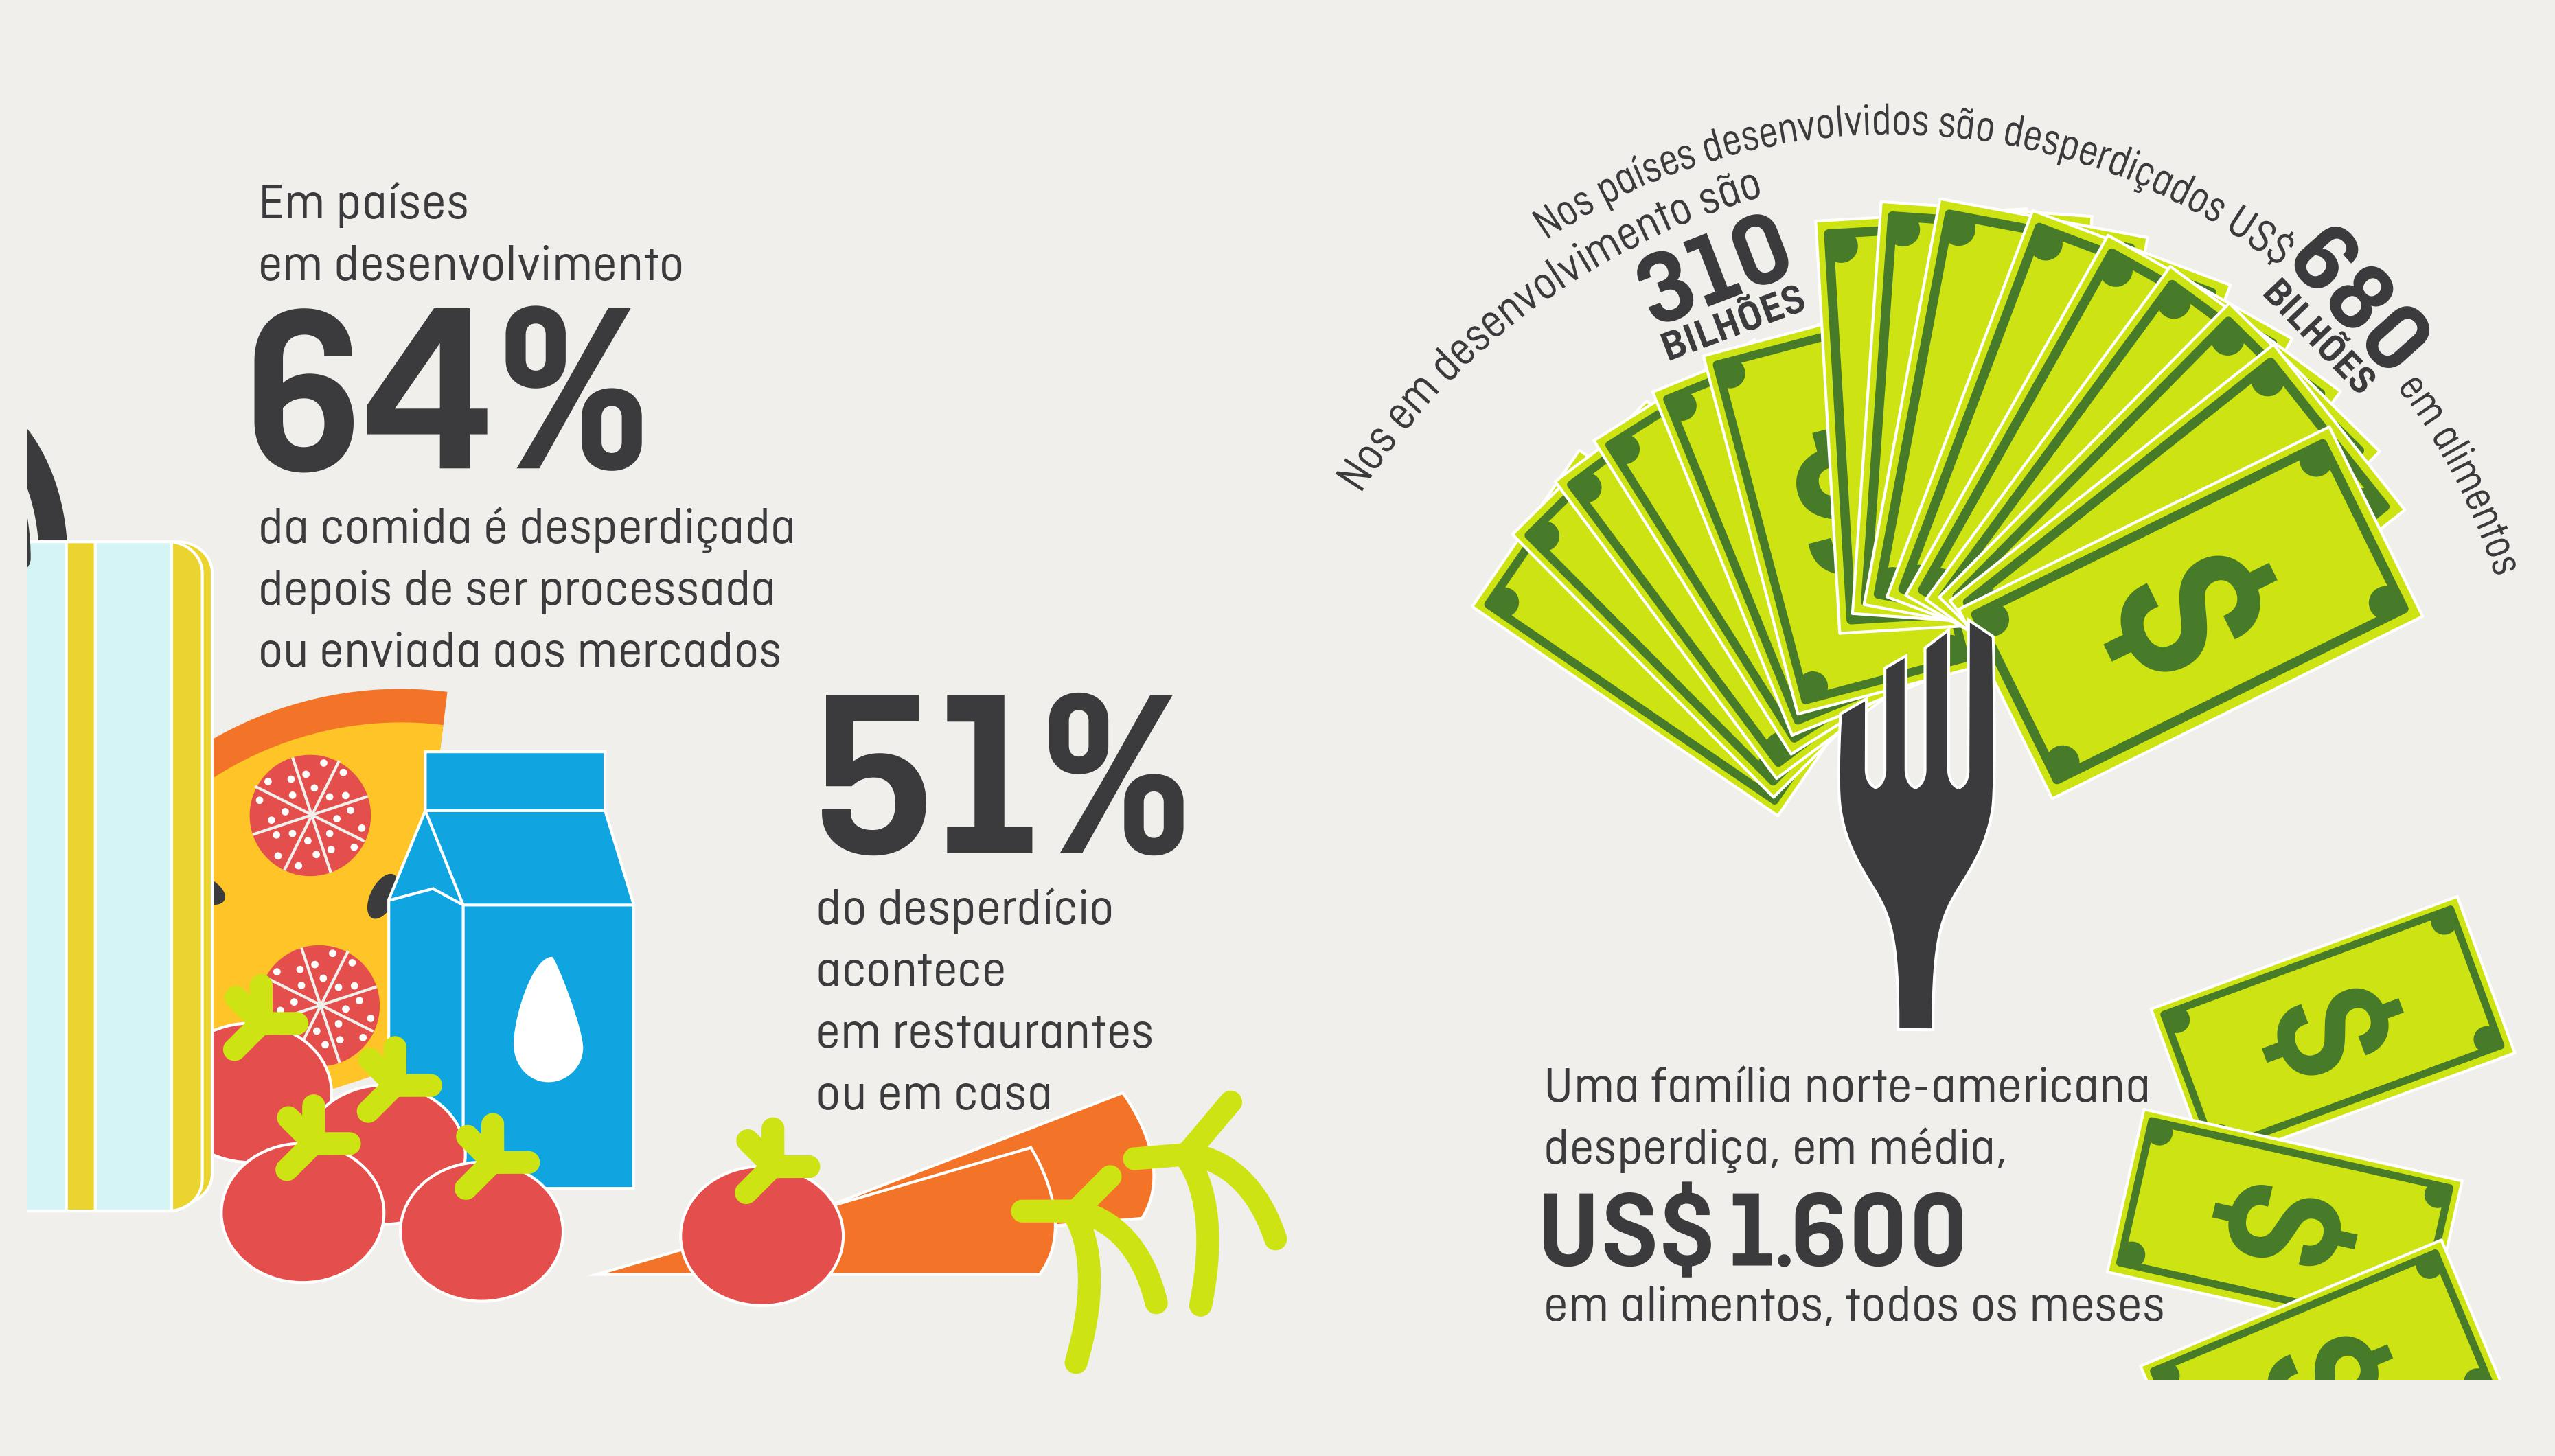 Em países
em desenvolvimento
64%
da comida é desperdiçada
depois de ser processada
ou enviada aos mercados
51%
do desperdício
acontece
em restaurantes
ou em casa
Nos países desenvolvidos são desperdiçados US$ 680
BILHÕES
em alimentos
Nos em desenvolvimento são
310
BILHÕES
$
$
Uma família norte-americana
desperdiça, em média,
US$ 1.600
em alimentos, todos os meses
$
$
$